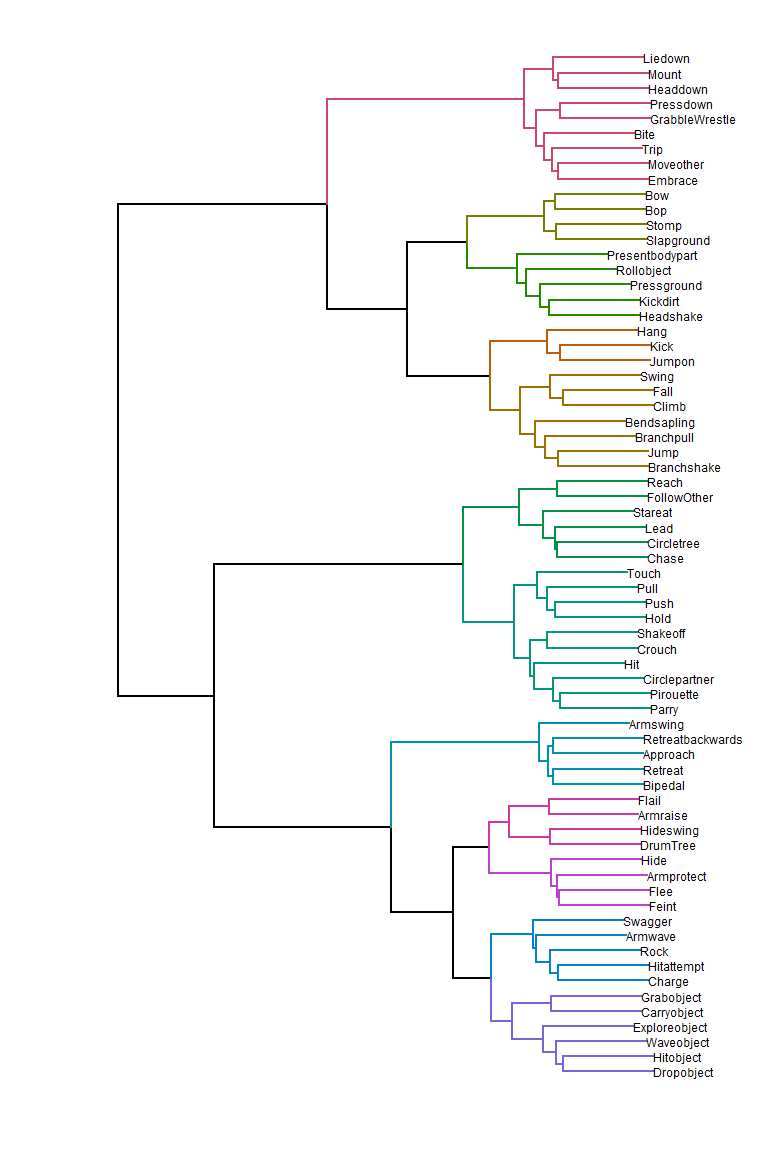 Liedown
Mount
Headdown
Pressdown
GrabbleWrestle
Bite
Trip
Moveother
Embrace
Bow
Bop
Stomp
Slapground
Presentbodypart
Rollobject
Pressground
Kickdirt
Headshake
Hang
Kick
Jumpon
Swing
Fall
Climb
Bendsapling
Branchpull
Jump
Branchshake
Reach
FollowOther
Stareat
Lead
Circletree
Chase
Touch
Pull
Push
Hold
Shakeoff
Crouch
Hit
Circlepartner
Pirouette
Parry
Armswing
Retreatbackwards
Approach
Retreat
Bipedal
Flail
Armraise
Hideswing
DrumTree
Hide
Armprotect
Flee
Feint
Swagger
Armwave
Rock
Hitattempt
Charge
Grabobject
Carryobject
Exploreobject
Waveobject
Hitobject
Dropobject